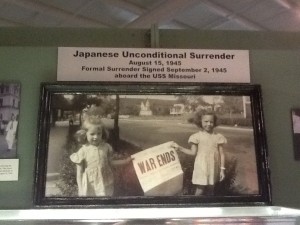 Japanese Unconditional Surrender
August 15, 1945
Formal Surrender Signed September 2, 1945
aboard the USS Missouri
WAR ENDS